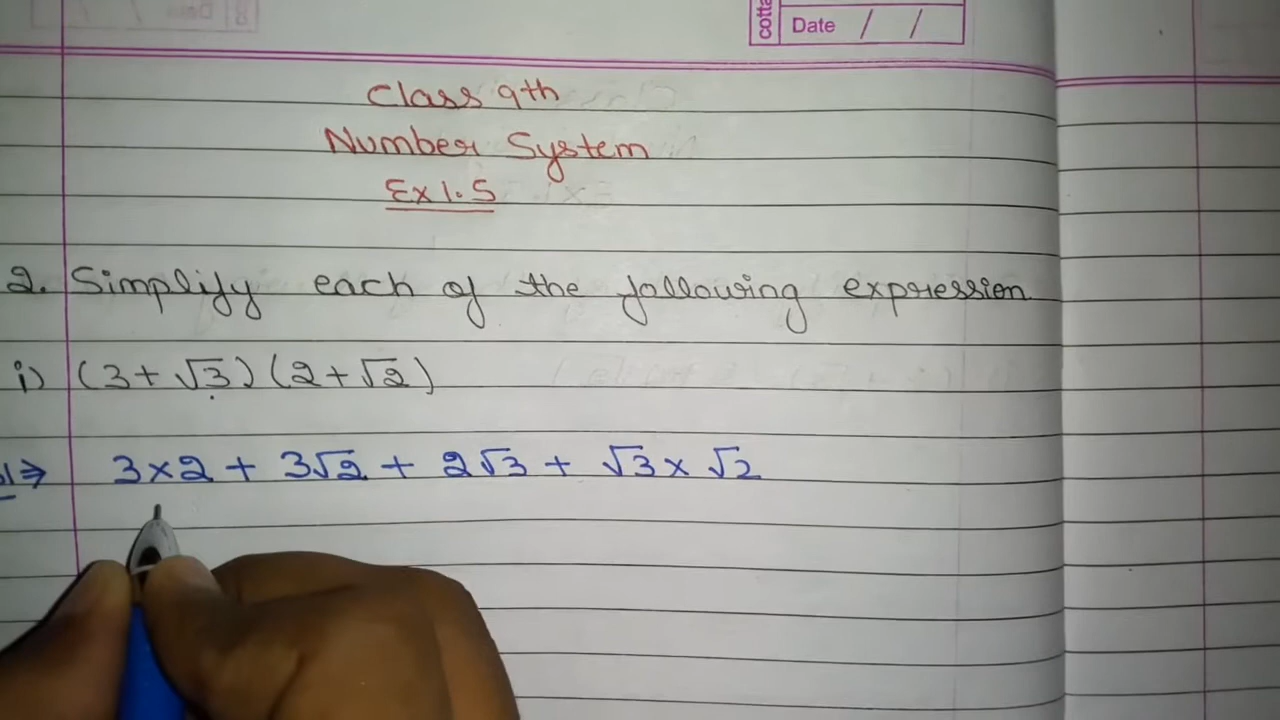 Date / /
Class 9th
Number System
Ex 1.5
2. Simplify each of the following expression
i) (3+√3)(2+√2)
⇒ 3×2 + 3√2 + 2√3 + √3×√2